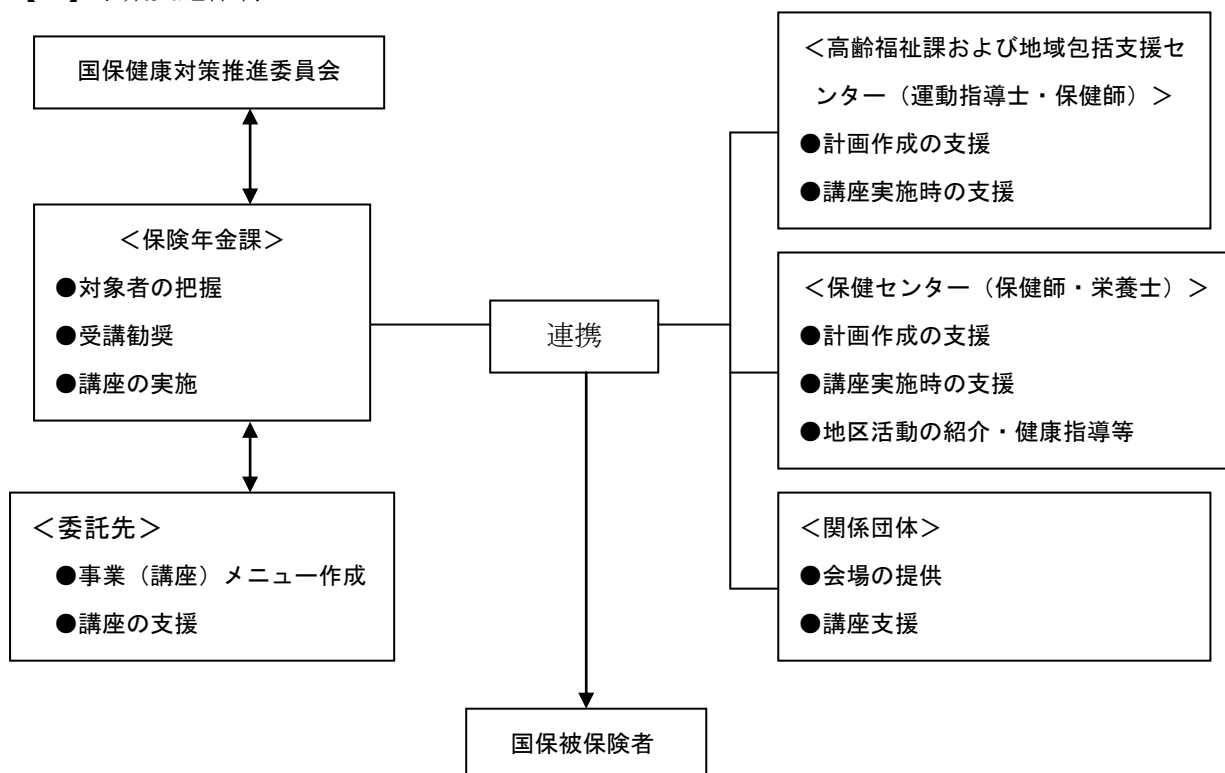 国保健康対策推進委員会
＜保険年金課＞
●対象者の把握
●受講勧奨
●講座の実施
＜委託先＞
●事業（講座）メニュー作成
●講座の支援
連携
国保被保険者
＜高齢福祉課および地域包括支援セ
ンター（運動指導士・保健師）＞
●計画作成の支援
●講座実施時の支援
＜保健センター（保健師・栄養士）＞
●計画作成の支援
●講座実施時の支援
●地区活動の紹介・健康指導等
＜関係団体＞
●会場の提供
●講座支援